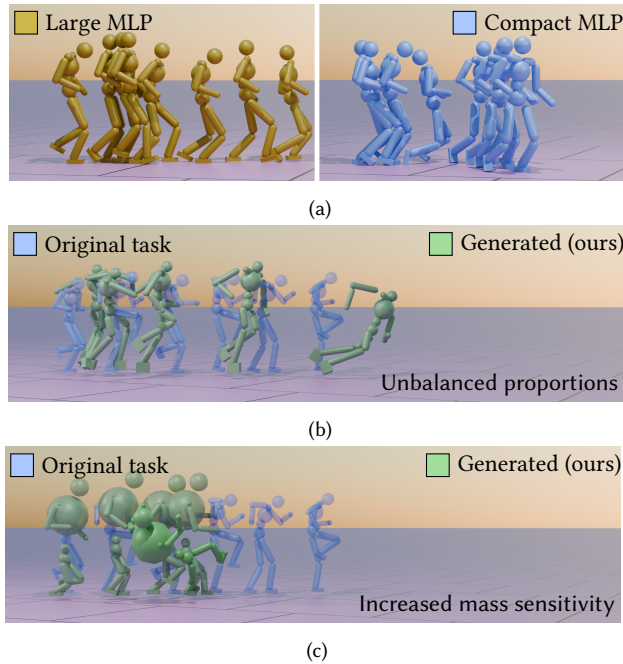 Large MLP
Compact MLP
(a)
Original task
Generated (ours)
Unbalanced proportions
(b)
Original task
Generated (ours)
Increased mass sensitivity
(c)